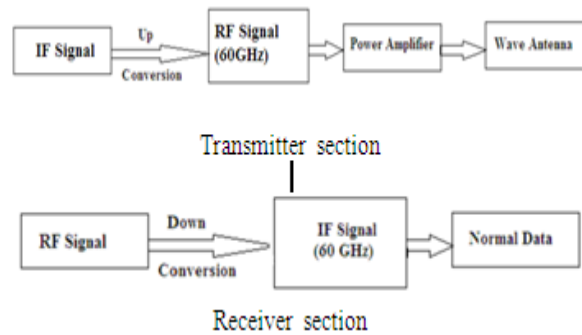 IF Signal
Up
Conversion
RF Signal
(60GHz)
Power Amplifier
Wave Antenna
Transmitter section
RF Signal
Down
Conversion
IF Signal
(60 GHz)
Normal Data
Receiver section